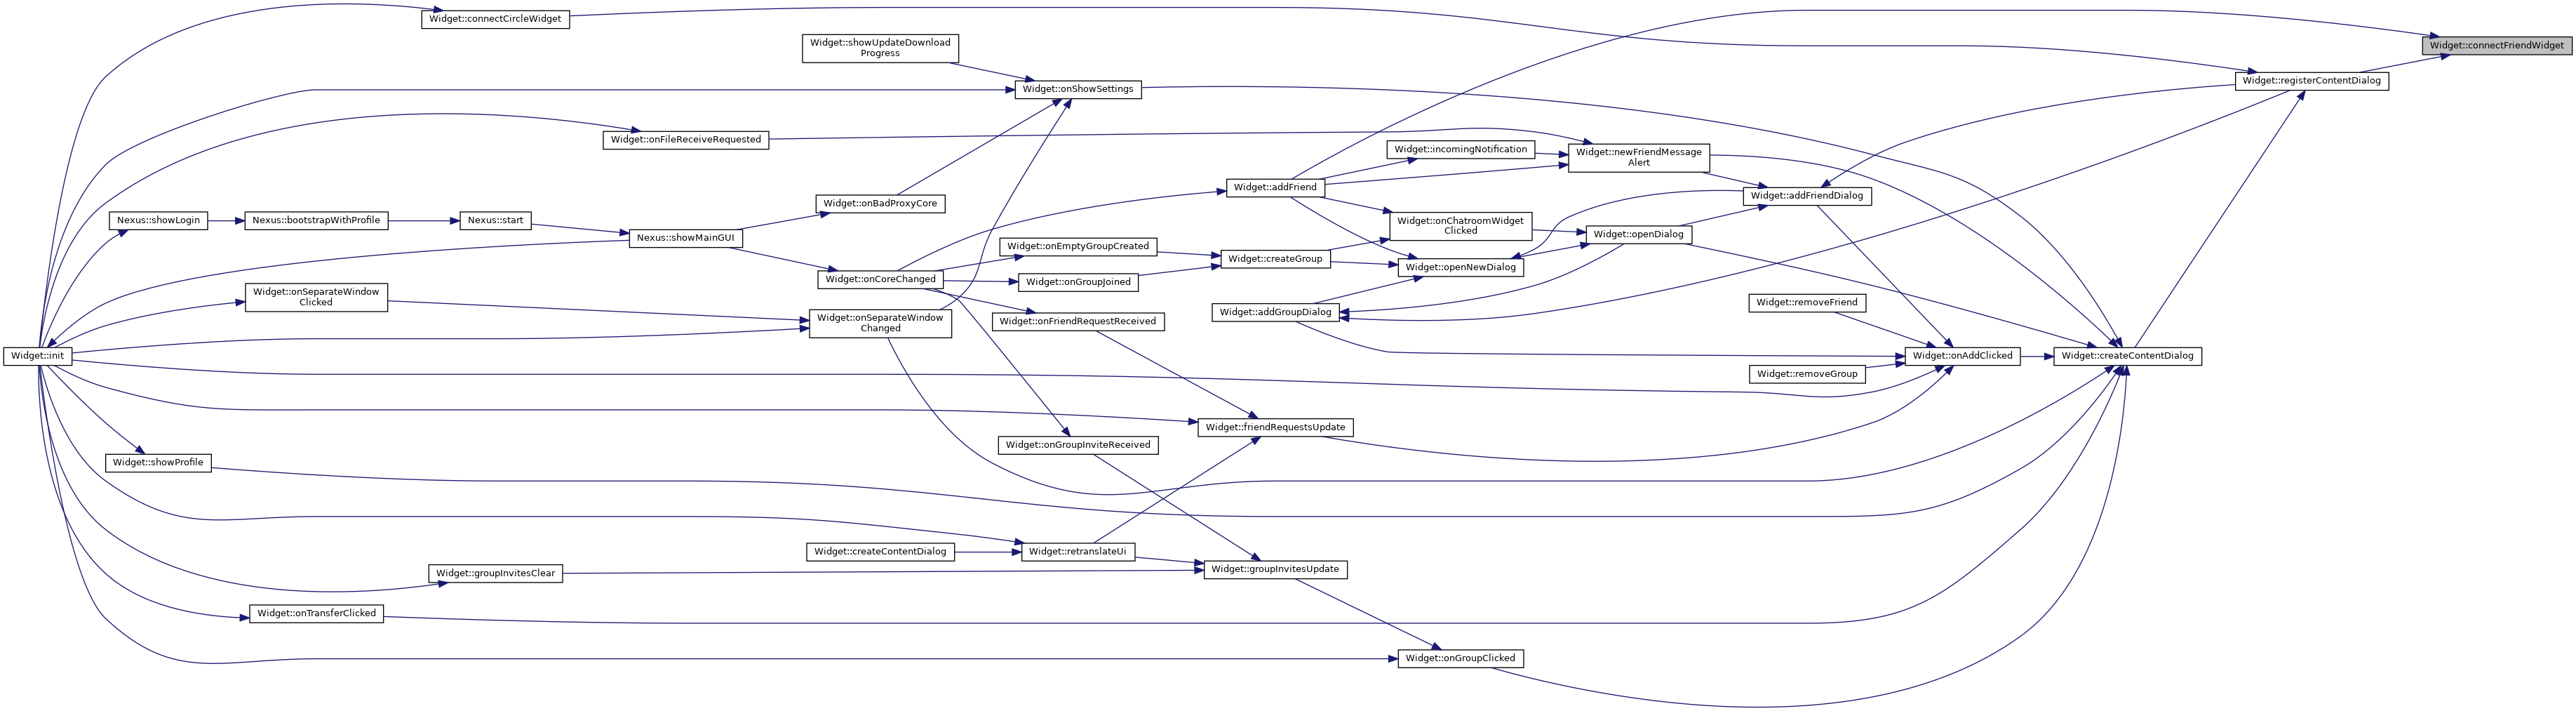 Widget::connectCircleWidget
Widget::showUpdateDownload
Progress
Widget::connectFriendWidget
Widget::registerContentDialog
Widget::onShowSettings
Widget::onFileReceiveRequested
Widget::incomingNotification
Widget::newFriendMessage
Alert
Widget::addFriend
Widget::addFriendDialog
Widget::onBadProxyCore
Nexus::showLogin
Nexus::bootstrapWithProfile
Nexus::start
Widget::onChatroomWidget
Clicked
Nexus::showMainGUI
Widget::openDialog
Widget::onEmptyGroupCreated
Widget::createGroup
Widget::openNewDialog
Widget::onCoreChanged
Widget::onGroupJoined
Widget::onSeparateWindow
Clicked
Widget::removeFriend
Widget::addGroupDialog
Widget::onSeparateWindow
Changed
Widget::onFriendRequestReceived
Widget::init
Widget::onAddClicked
Widget::createContentDialog
Widget::removeGroup
Widget::friendRequestsUpdate
Widget::onGroupInviteReceived
Widget::showProfile
Widget::createContentDialog
Widget::retranslateUi
Widget::groupInvitesClear
Widget::groupInvitesUpdate
Widget::onTransferClicked
Widget::onGroupClicked